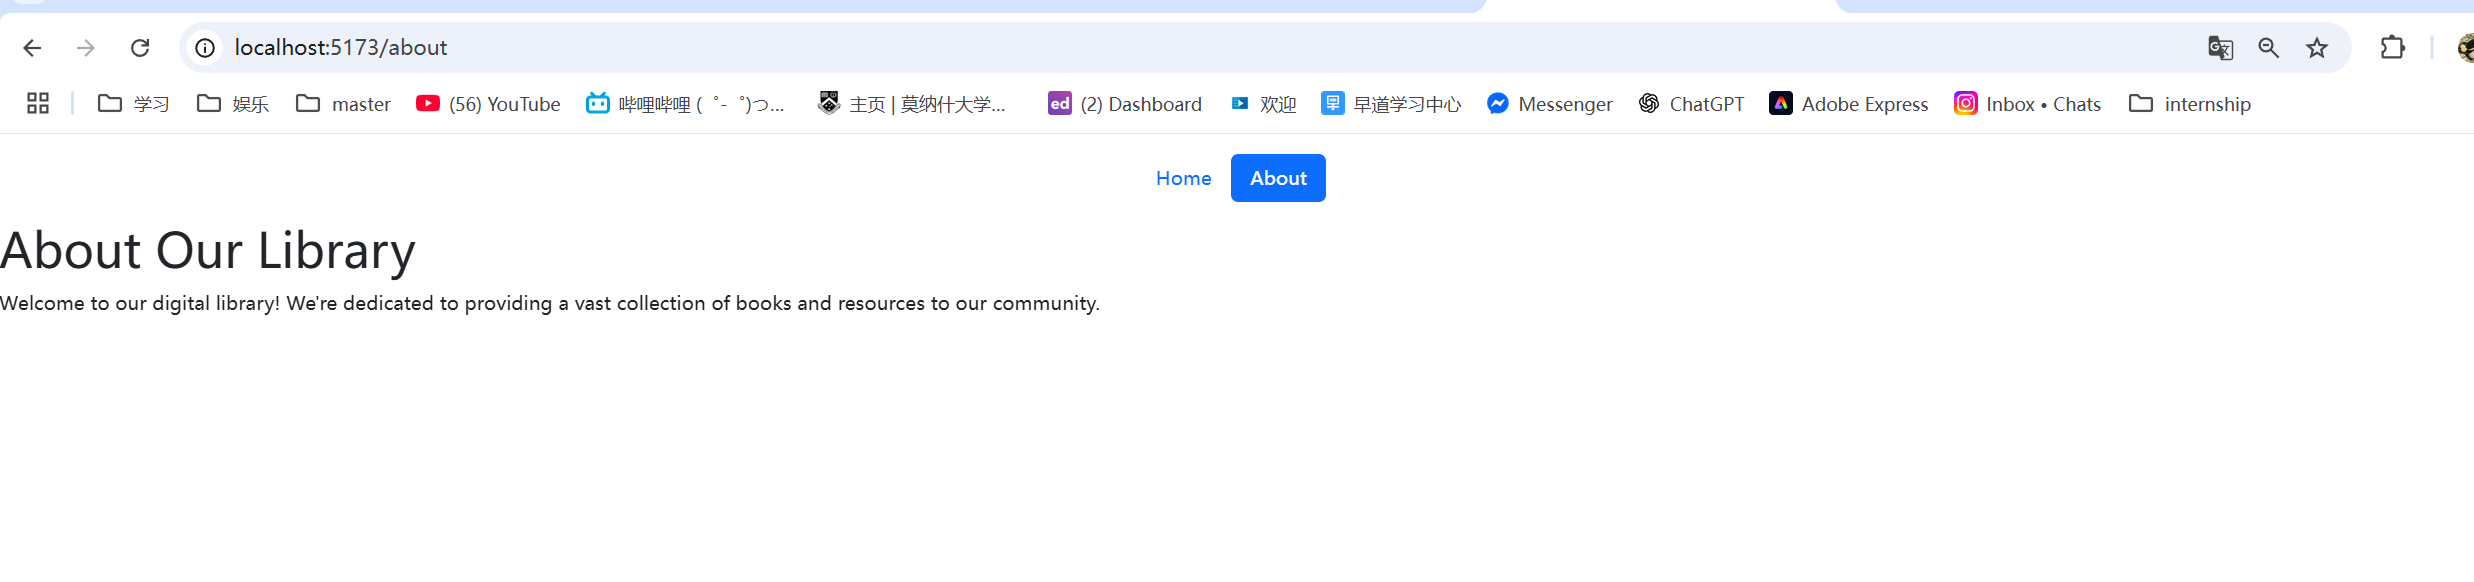 localhost:5173/about
学习 娱乐 master (56) YouTube 哔哩哔哩 (゜-゜)つ... 主页 | 莫纳什大学... ed (2) Dashboard 欢迎 早 早道学习中心 Messenger ChatGPT Adobe Express Inbox • Chats internship
Home About
About Our Library
Welcome to our digital library! We're dedicated to providing a vast collection of books and resources to our community.